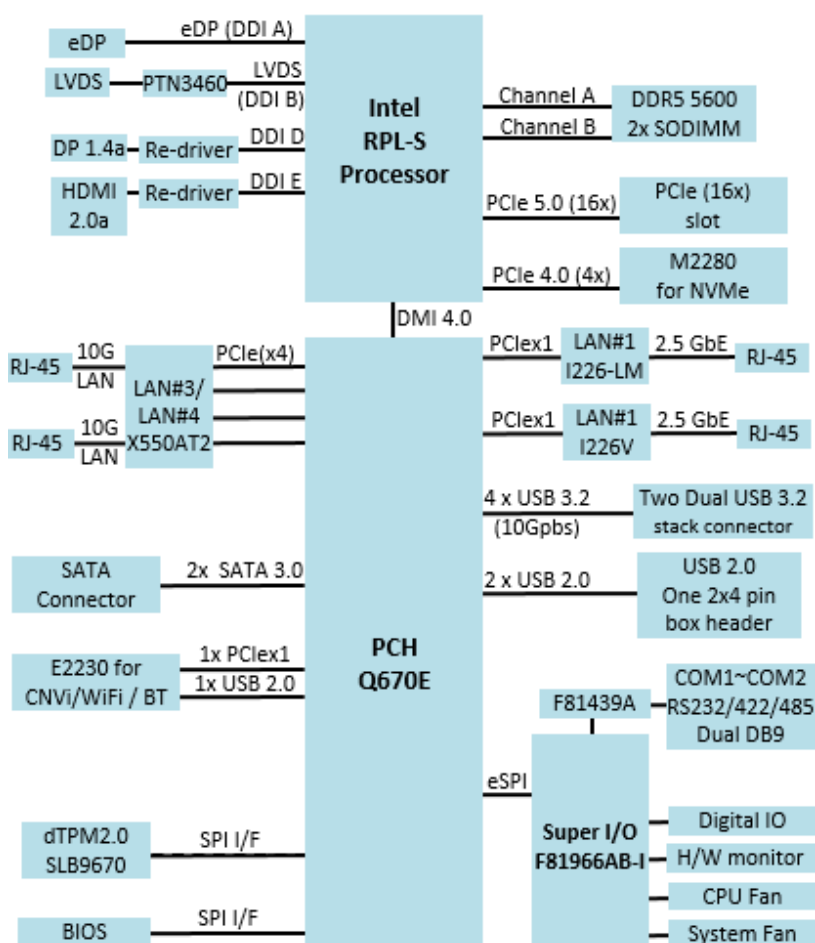 eDP
eDP (DDI A)
LVDS
PTN3460
LVDS
(DDI B)
DP 1.4a
Re-driver
DDI D
HDMI
2.0a
Re-driver
DDI E
Intel
RPL-S
Processor
Channel A
Channel B
DDR5 5600
2x SODIMM
PCIe 5.0 (16x)
PCIe (16x)
slot
PCIe 4.0 (4x)
M2280
for NVMe
DMI 4.0
RJ-45
10G
LAN
RJ-45
10G
LAN
LAN#3/
LAN#4
X550AT2
PCIe(x4)
PCIex1
LAN#1
I226-LM
2.5 GbE
RJ-45
PCIex1
LAN#1
I226V
2.5 GbE
RJ-45
4 x USB 3.2
(10Gpbs)
Two Dual USB 3.2
stack connector
SATA
Connector
2x SATA 3.0
2 x USB 2.0
USB 2.0
One 2x4 pin
box header
PCH
Q670E
E2230 for
CNVi/WiFi / BT
1x PCIex1
1x USB 2.0
F81439A
COM1~COM2
RS232/422/485
Dual DB9
eSPI
Super I/O
F81966AB-I
Digital IO
H/W monitor
CPU Fan
System Fan
dTPM2.0
SLB9670
SPI I/F
BIOS
SPI I/F